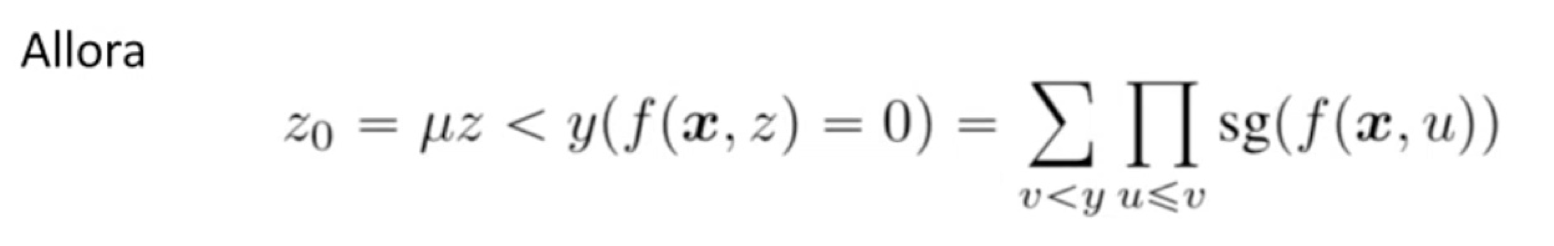 Allora
z₀ = μz < y(f(𝒙, z) = 0) = ∑_{v<y} ∏_{u⩽v} sg(f(𝒙, u))